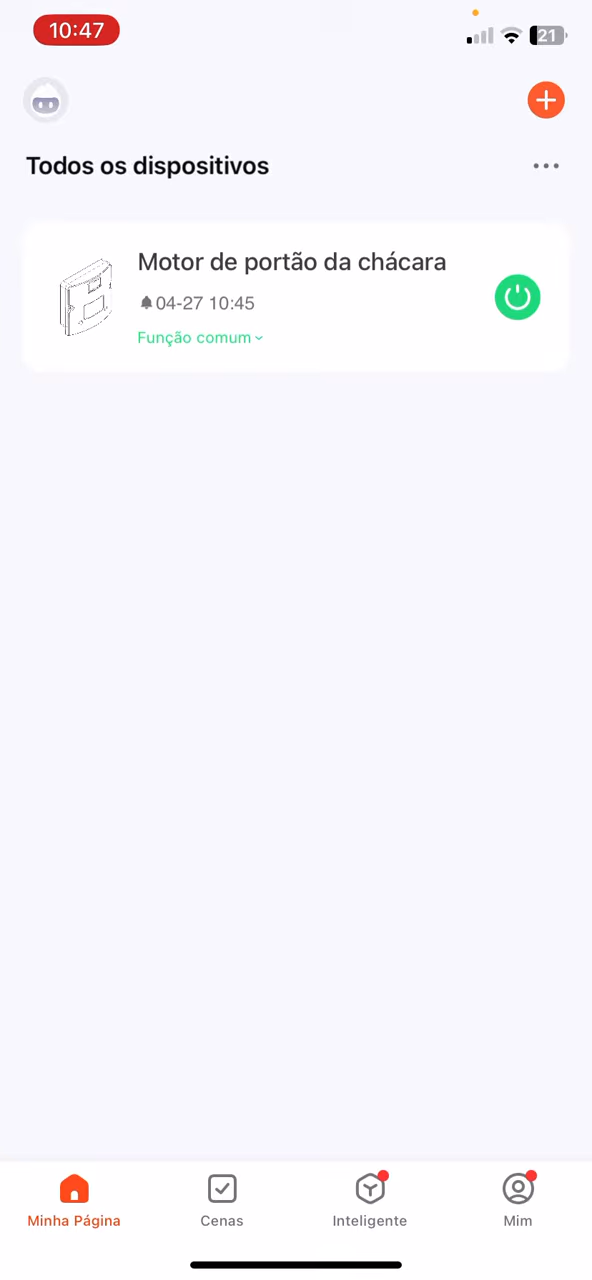 10:47
21
Todos os dispositivos
Motor de portão da chácara
04-27 10:45
Função comum
Minha Página
Cenas
Inteligente
Mim